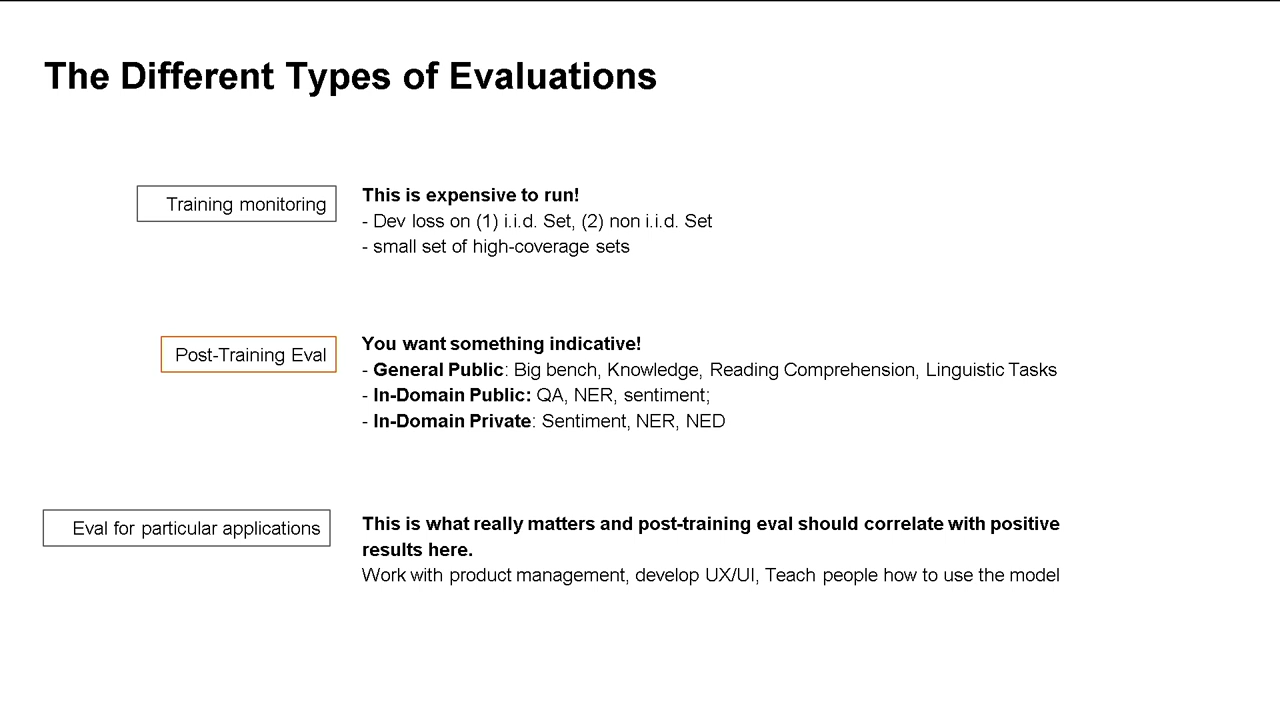 The Different Types of Evaluations
Training monitoring
This is expensive to run!
- Dev loss on (1) i.i.d. Set, (2) non i.i.d. Set
- small set of high-coverage sets
Post-Training Eval
You want something indicative!
- General Public: Big bench, Knowledge, Reading Comprehension, Linguistic Tasks
- In-Domain Public: QA, NER, sentiment;
- In-Domain Private: Sentiment, NER, NED
Eval for particular applications
This is what really matters and post-training eval should correlate with positive
results here.
Work with product management, develop UX/UI, Teach people how to use the model